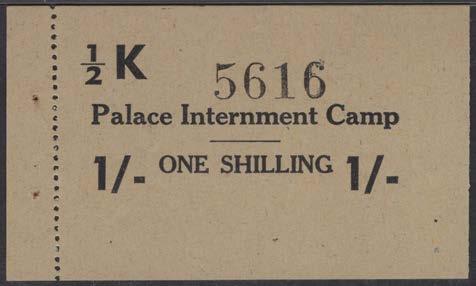 ½ K
5616
Palace Internment Camp
1/- ONE SHILLING 1/-